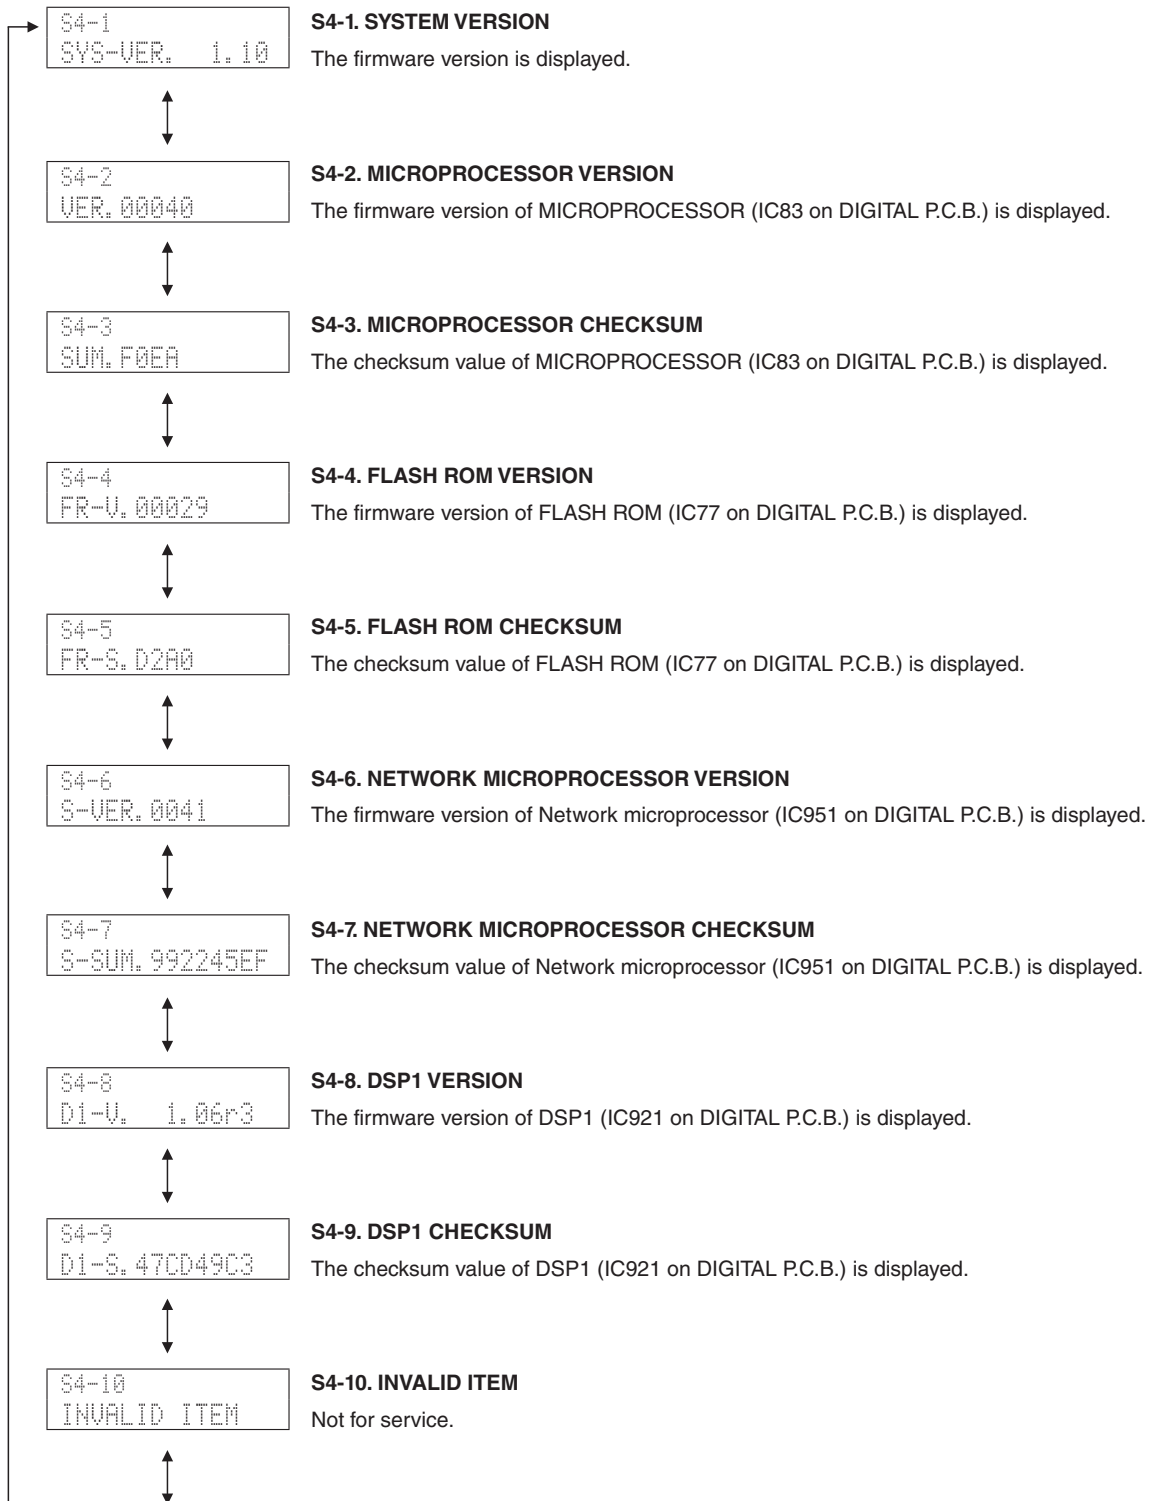 S4-1
SYS-VER. 1.10
S4-1. SYSTEM VERSION
The firmware version is displayed.
S4-2
VER.00040
S4-2. MICROPROCESSOR VERSION
The firmware version of MICROPROCESSOR (IC83 on DIGITAL P.C.B.) is displayed.
S4-3
SUM.F0EA
S4-3. MICROPROCESSOR CHECKSUM
The checksum value of MICROPROCESSOR (IC83 on DIGITAL P.C.B.) is displayed.
S4-4
FR-V.00029
S4-4. FLASH ROM VERSION
The firmware version of FLASH ROM (IC77 on DIGITAL P.C.B.) is displayed.
S4-5
FR-S.D2A0
S4-5. FLASH ROM CHECKSUM
The checksum value of FLASH ROM (IC77 on DIGITAL P.C.B.) is displayed.
S4-6
S-VER.0041
S4-6. NETWORK MICROPROCESSOR VERSION
The firmware version of Network microprocessor (IC951 on DIGITAL P.C.B.) is displayed.
S4-7
S-SUM.992245EF
S4-7. NETWORK MICROPROCESSOR CHECKSUM
The checksum value of Network microprocessor (IC951 on DIGITAL P.C.B.) is displayed.
S4-8
D1-V. 1.06r3
S4-8. DSP1 VERSION
The firmware version of DSP1 (IC921 on DIGITAL P.C.B.) is displayed.
S4-9
D1-S.47CD49C3
S4-9. DSP1 CHECKSUM
The checksum value of DSP1 (IC921 on DIGITAL P.C.B.) is displayed.
S4-10
INVALID ITEM
S4-10. INVALID ITEM
Not for service.